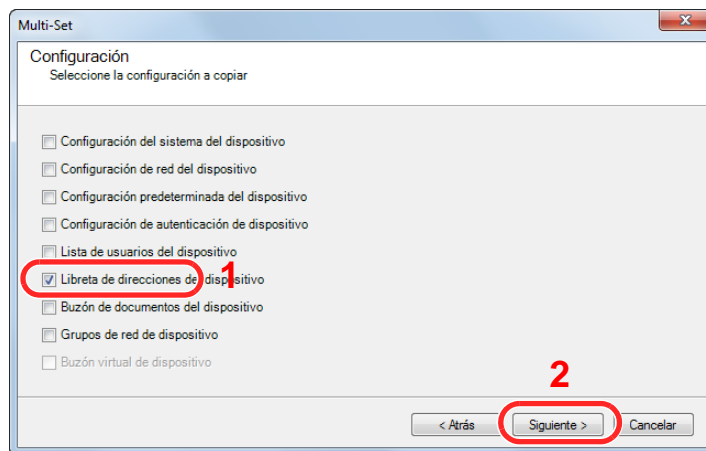 Multi-Set
Configuración
Seleccione la configuración a copiar
Configuración del sistema del dispositivo
Configuración de red del dispositivo
Configuración predeterminada del dispositivo
Configuración de autenticación de dispositivo
Lista de usuarios del dispositivo
Libreta de direcciones del dispositivo
1
Buzón de documentos del dispositivo
Grupos de red de dispositivo
Buzón virtual de dispositivo
2
< Atrás Siguiente > Cancelar